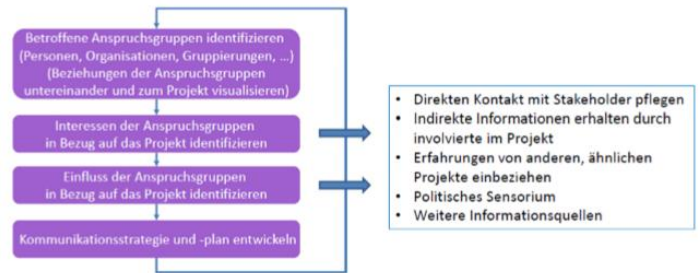 Betroffene Anspruchsgruppen identifizieren
(Personen, Organisationen, Gruppierungen, ...)
(Beziehungen der Anspruchsgruppen
untereinander und zum Projekt visualisieren)
Interessen der Anspruchsgruppen
in Bezug auf das Projekt identifizieren
Einfluss der Anspruchsgruppen
in Bezug auf das Projekt identifizieren
Kommunikationsstrategie und -plan entwickeln
• Direkten Kontakt mit Stakeholder pflegen
• Indirekte Informationen erhalten durch
involvierte im Projekt
• Erfahrungen von anderen, ähnlichen
Projekte einbeziehen
• Politisches Sensorium
• Weitere Informationsquellen